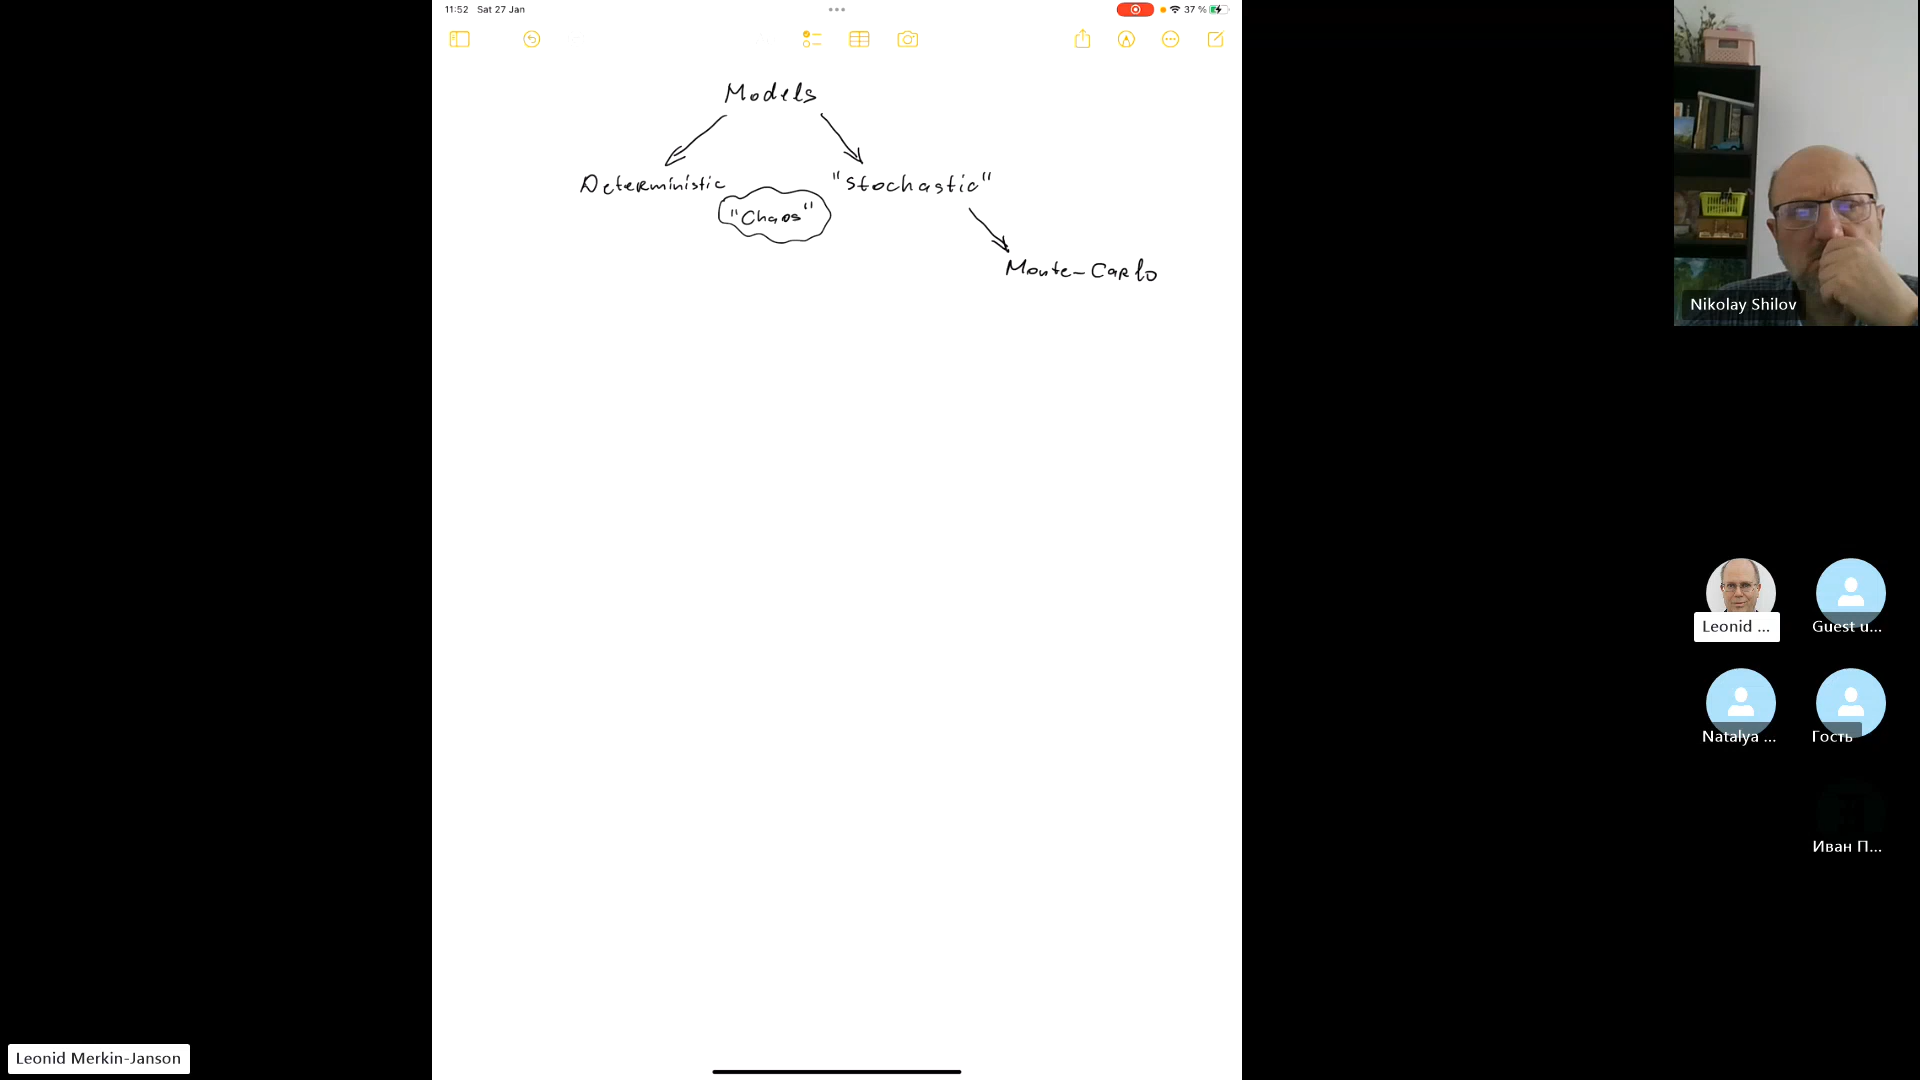 11:52 Sat 27 Jan
37 %
Models
Deterministic
"Stochastic"
"Chaos"
Monte-Carlo
Nikolay Shilov
Leonid ...
Guest u...
Natalya ...
Гость
Иван П...
Leonid Merkin-Janson